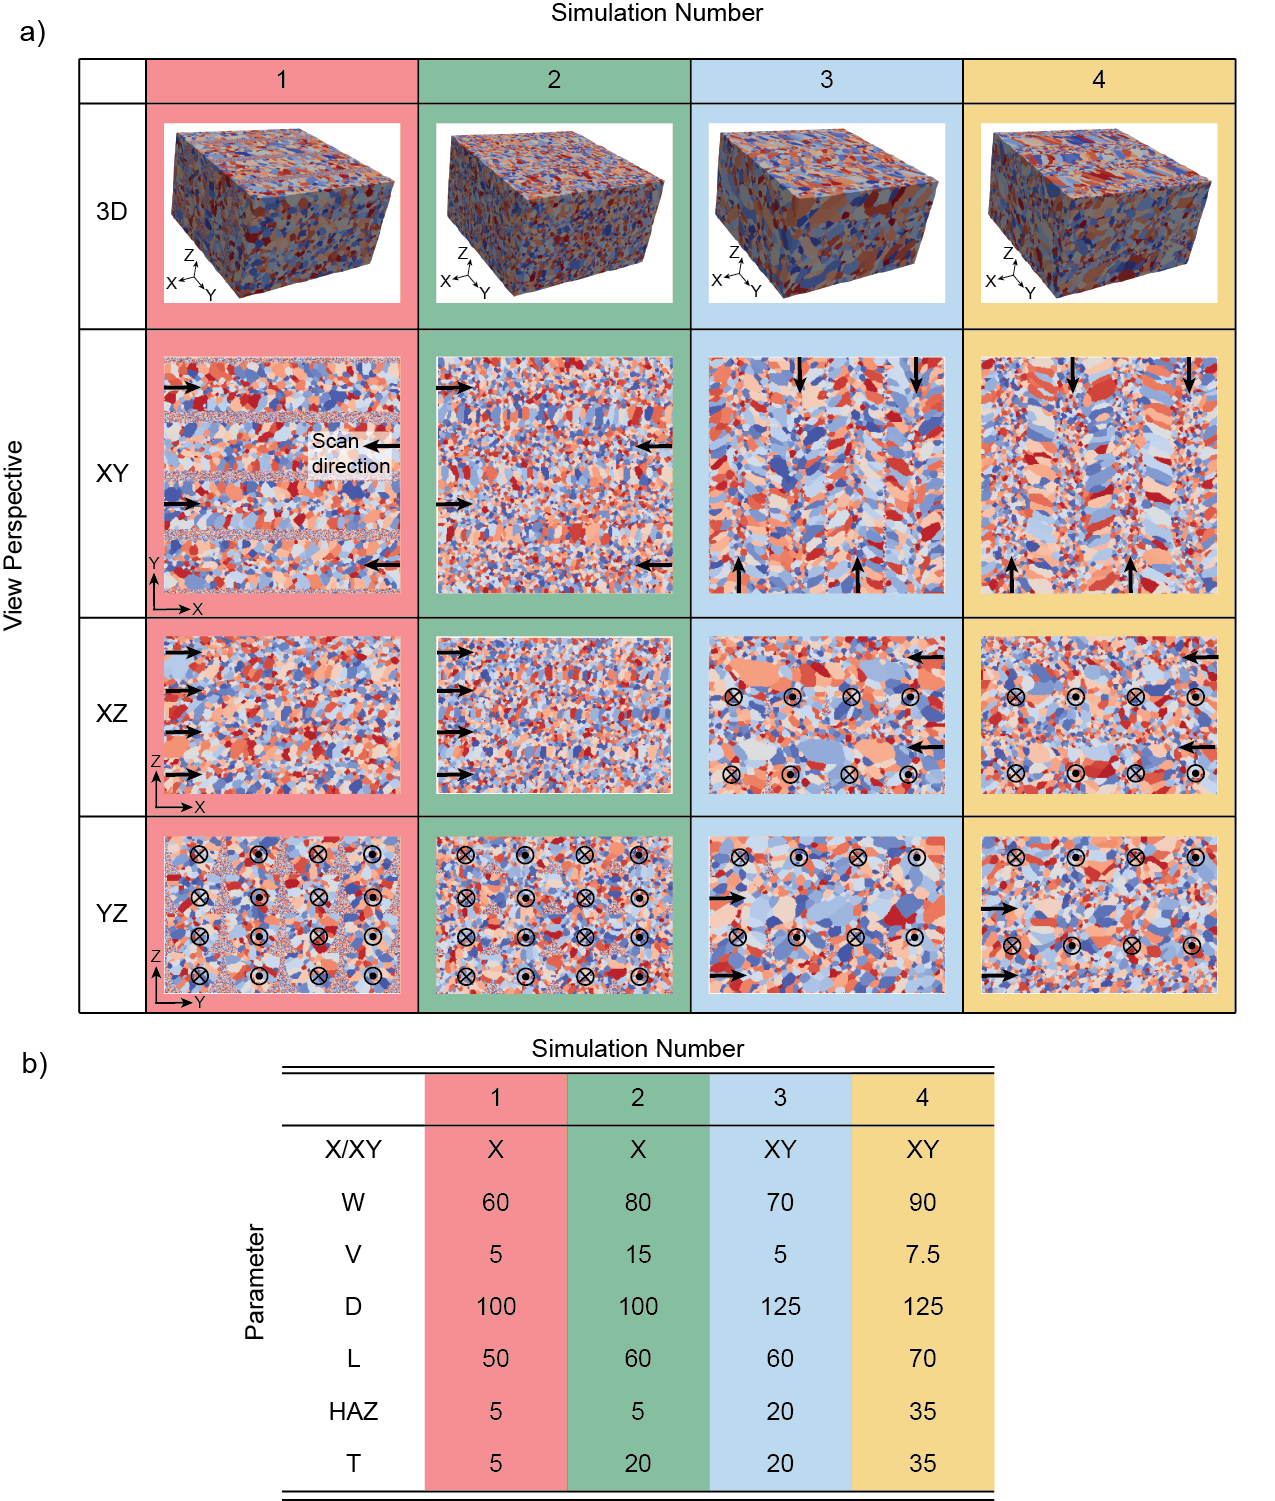 Simulation Number
a)
1 2 3 4
3D
Z X Y
Z X Y
Z X Y
Z X Y
View Perspective
XY
Scan
direction
Y
X
XZ
Z
X
YZ
Z
Y
b)
Simulation Number
1 2 3 4
Parameter
X/XY X X XY XY
W 60 80 70 90
V 5 15 5 7.5
D 100 100 125 125
L 50 60 60 70
HAZ 5 5 20 35
T 5 20 20 35